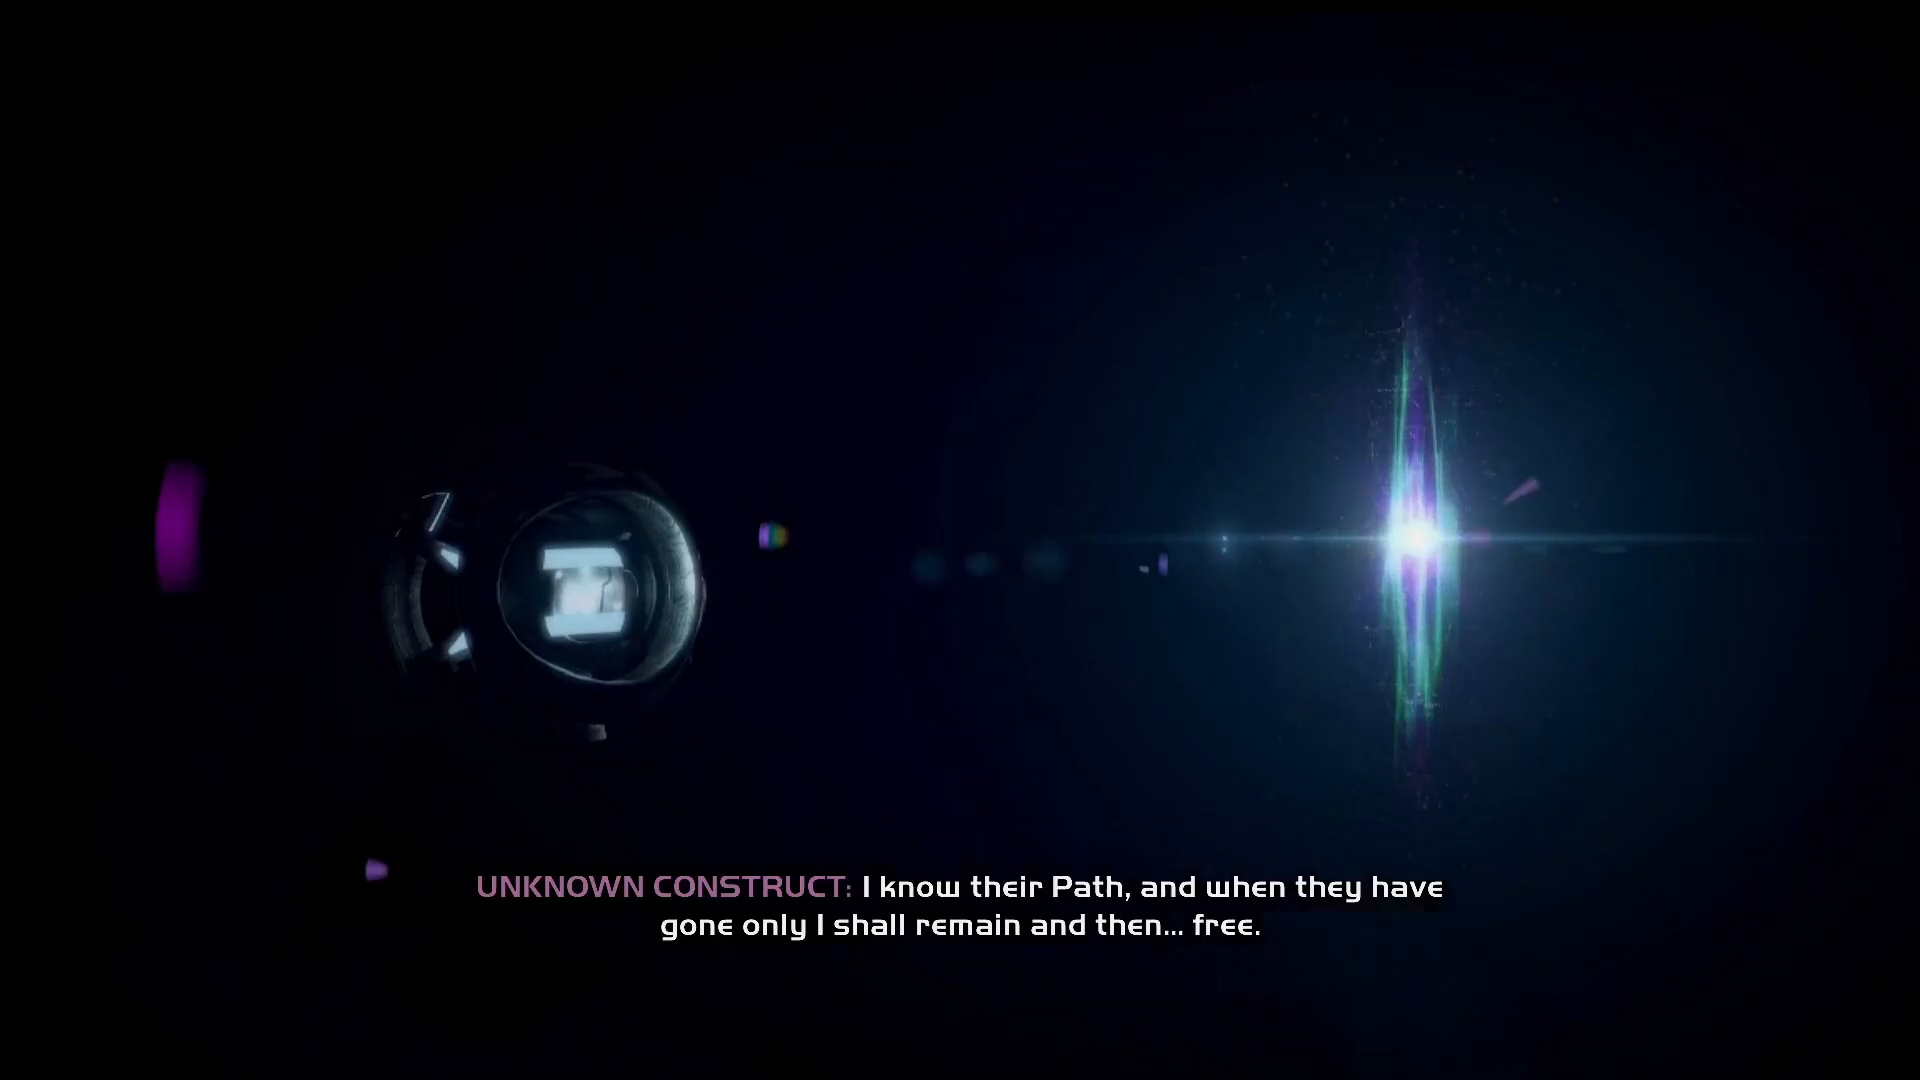 UNKNOWN CONSTRUCT: I know their Path, and when they have
gone only I shall remain and then... free.